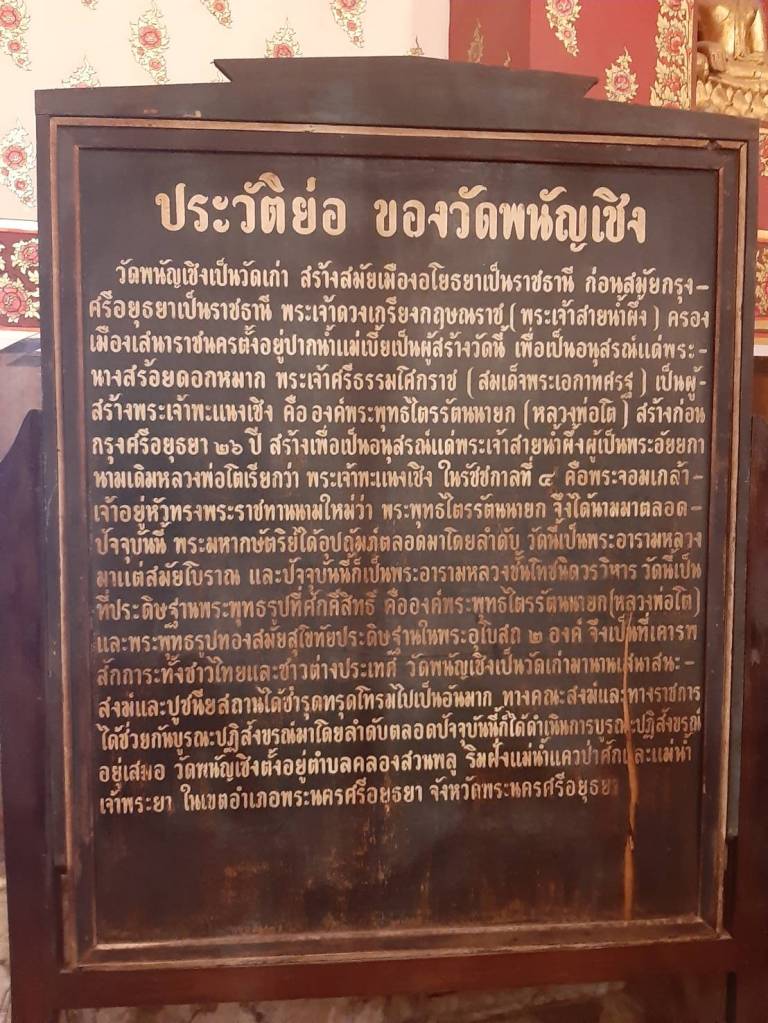 ประวัติย่อ ของวัดพนัญเชิง
วัดพนัญเชิงเป็นวัดเก่า สร้างสมัยเมืองอโยธยาเป็นราชธานี ก่อนสมัยกรุง-
ศรีอยุธยาเป็นราชธานี พระเจ้าดวงเกรียงกฤษณราช (พระเจ้าสายน้ำผึ้ง) ครอง
เมืองเสนาราชนครตั้งอยู่ปากน้ำแม่เบี้ยเป็นผู้สร้างวัดนี้ เพื่อเป็นอนุสรณ์แด่พระ-
นางสร้อยดอกหมาก พระเจ้าศรีธรรมโศกราช (สมเด็จพระเอกาทศรฐ) เป็นผู้-
สร้างพระเจ้าพะแนงเชิง คือ องค์พระพุทธไตรรัตนนายก (หลวงพ่อโต) สร้างก่อน
กรุงศรีอยุธยา ๒๖ ปี สร้างเพื่อเป็นอนุสรณ์แด่พระเจ้าสายน้ำผึ้งผู้เป็นพระอัยยกา
นามเดิมหลวงพ่อโตเรียกว่า พระเจ้าพะแนงเชิง ในรัชชกาลที่ ๔ คือพระจอมเกล้า-
เจ้าอยู่หัวทรงพระราชทานนามใหม่ว่า พระพุทธไตรรัตนนายก จึงได้นามมาตลอด-
ปัจจุบันนี้ พระมหากษัตริย์ได้อุปถัมภ์ตลอดมาโดยลำดับ วัดนี้เป็นพระอารามหลวง
มาแต่สมัยโบราณ และปัจจุบันนี้ก็เป็นพระอารามหลวงชั้นโทชนิดวรวิหาร วัดนี้เป็น
ที่ประดิษฐานพระพุทธรูปที่ศักดิ์สิทธิ์ คือองค์พระพุทธไตรรัตนนายก(หลวงพ่อโต)
และพระพุทธรูปทองสมัยสุโขทัยประดิษฐานในพระอุโบสถ ๒ องค์ จึงเป็นที่เคารพ
สักการะทั้งชาวไทยและชาวต่างประเทศ วัดพนัญเชิงเป็นวัดเก่ามานานเสนาสนะ-
สงฆ์และปูชนียสถานได้ชำรุดทรุดโทรมไปเป็นอันมาก ทางคณะสงฆ์และทางราชการ
ได้ช่วยกันบูรณะปฏิสังขรณ์มาโดยลำดับตลอดปัจจุบันนี้ก็ได้ดำเนินการบูรณะปฏิสังขรณ์
อยู่เสมอ วัดพนัญเชิงตั้งอยู่ตำบลคลองสวนพลู ริมฝั่งแม่น้ำแควป่าสักและแม่น้ำ
เจ้าพระยา ในเขตอำเภอพระนครศรีอยุธยา จังหวัดพระนครศรีอยุธยา